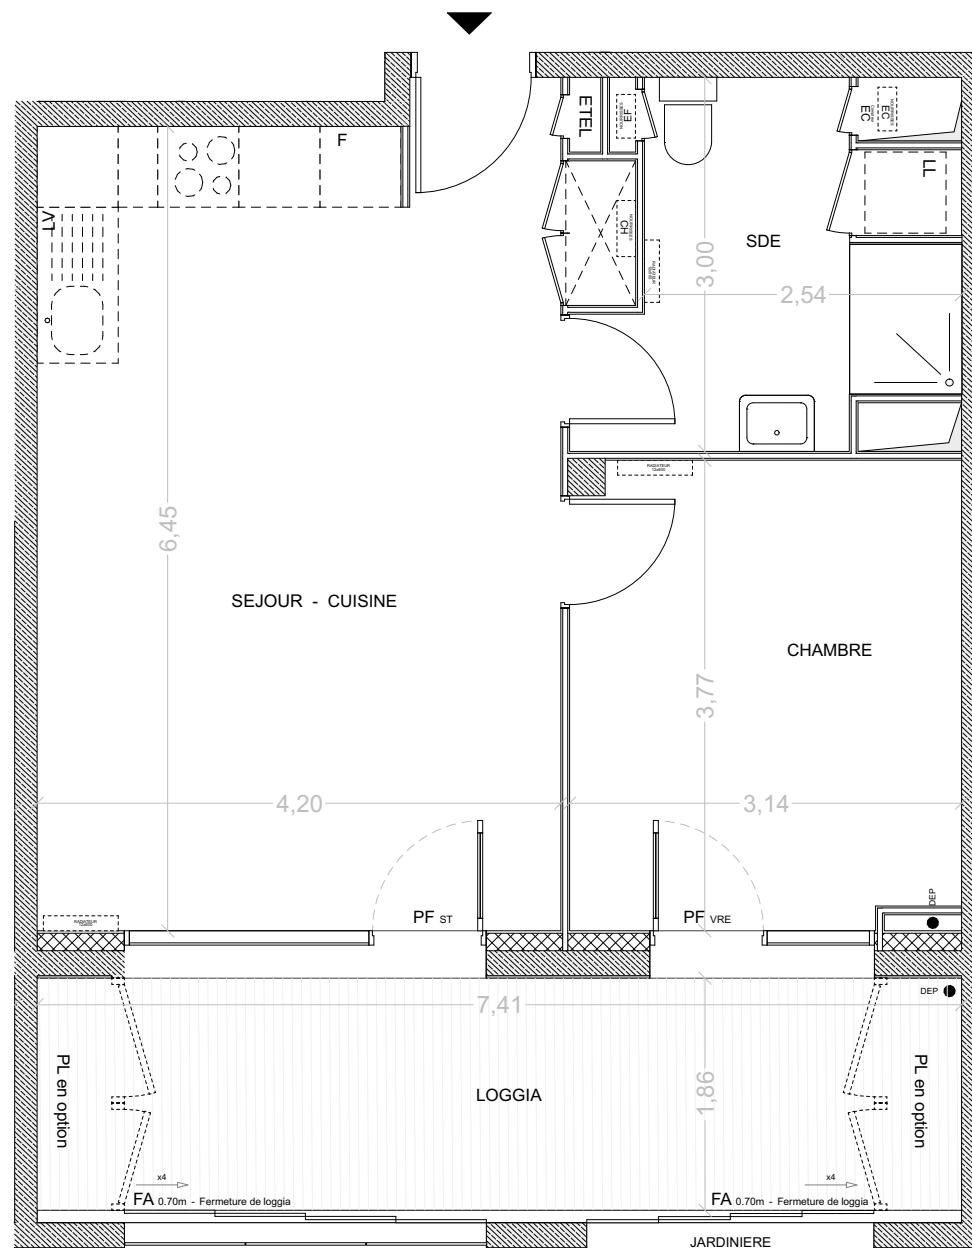 ETEL
EF
EC
EC
F
LL
LV
CH
SDE
3,00
2,54
RADIATEUR
6,45
SEJOUR - CUISINE
CHAMBRE
3,77
4,20
3,14
DEP
RADIATEUR
PF ST
PF VRE
DEP
7,41
PL en option
LOGGIA
1,86
PL en option
x4
x4
FA 0.70m - Fermeture de loggia
FA 0.70m - Fermeture de loggia
JARDINIERE